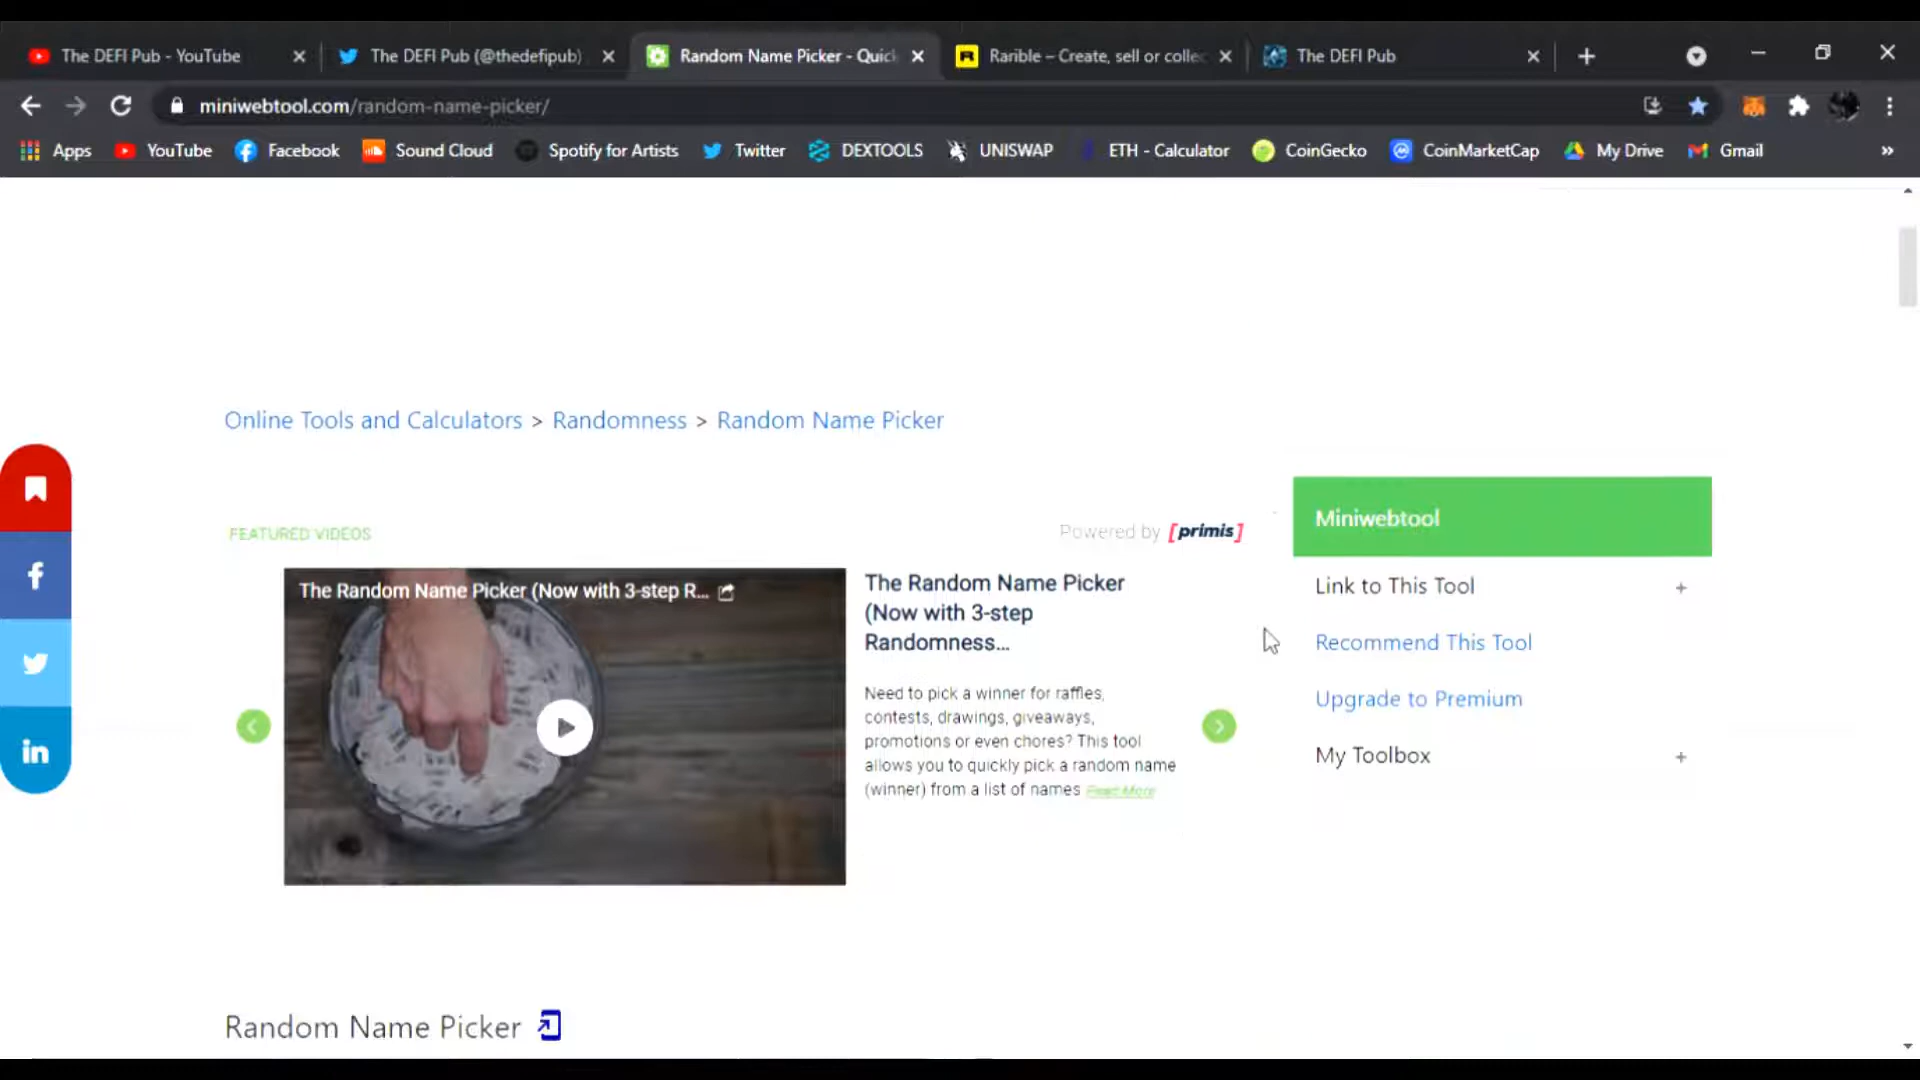 The DEFI Pub - YouTube
The DEFI Pub (@thedefipub)
Random Name Picker - Quic
Rarible – Create, sell or collec
The DEFI Pub
miniwebtool.com/random-name-picker/
Apps
YouTube
Facebook
Sound Cloud
Spotify for Artists
Twitter
DEXTOOLS
UNISWAP
ETH - Calculator
CoinGecko
CoinMarketCap
My Drive
Gmail
»
Online Tools and Calculators > Randomness > Random Name Picker
FEATURED VIDEOS
Powered by [primis]
The Random Name Picker (Now with 3-step R...
The Random Name Picker
(Now with 3-step
Randomness...
Need to pick a winner for raffles,
contests, drawings, giveaways,
promotions or even chores? This tool
allows you to quickly pick a random name
(winner) from a list of names Read More
Miniwebtool
Link to This Tool +
Recommend This Tool
Upgrade to Premium
My Toolbox +
Random Name Picker